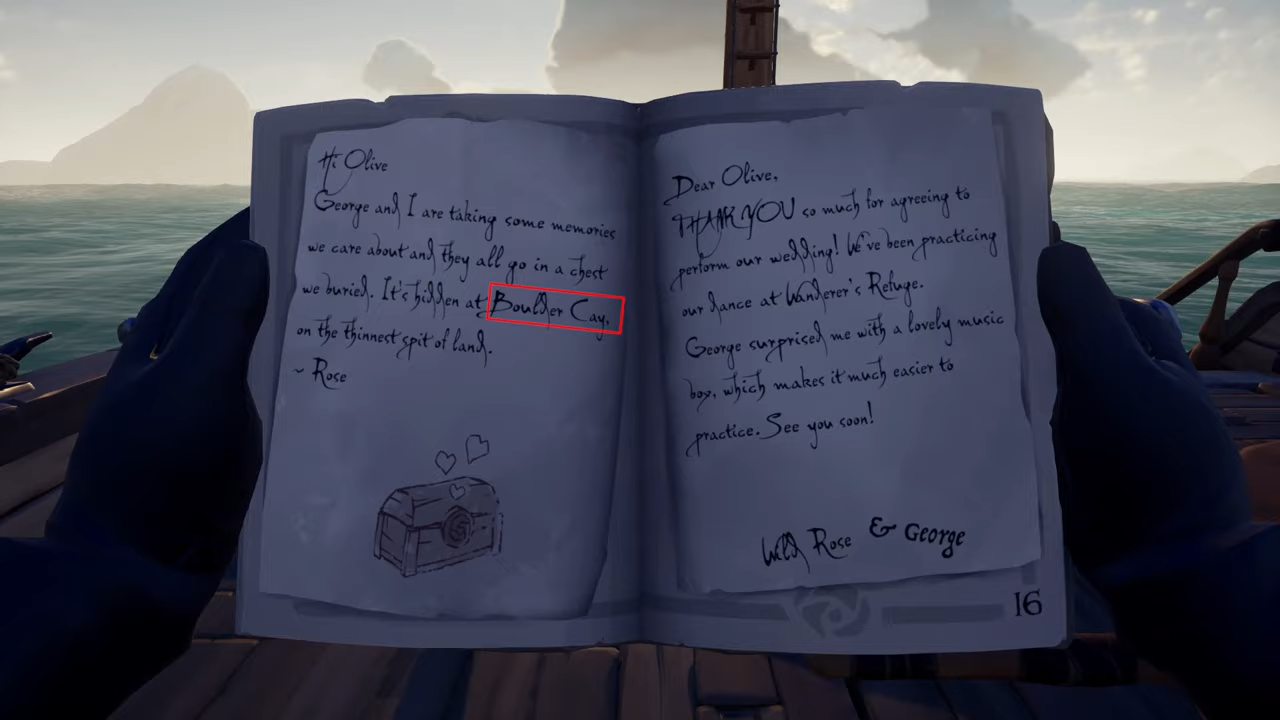 Hi Olive
George and I are taking some memories
we care about and they all go in a chest
we buried. It's hidden at Boulder Cay,
on the thinnest spit of land.
~ Rose
Dear Olive,
THANK YOU so much for agreeing to
perform our wedding! We've been practicing
our dance at Wanderer's Refuge.
George surprised me with a lovely music
box, which makes it much easier to
practice. See you soon!
Wild Rose & George
16